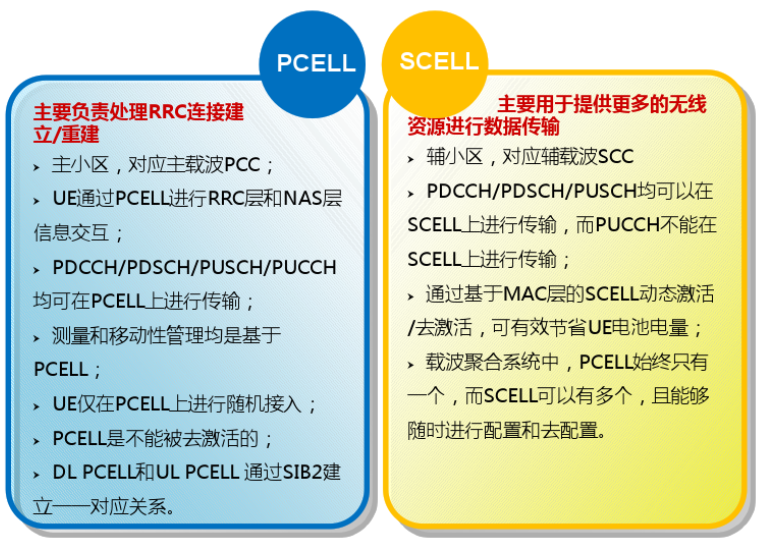 PCELL
主要负责处理RRC连接建
立/重建
➢ 主小区，对应主载波PCC；
➢ UE通过PCELL进行RRC层和NAS层
信息交互；
➢ PDCCH/PDSCH/PUSCH/PUCCH
均可在PCELL上进行传输；
➢ 测量和移动性管理均是基于
PCELL；
➢ UE仅在PCELL上进行随机接入；
➢ PCELL是不能被去激活的；
➢ DL PCELL和UL PCELL 通过SIB2建
立一一对应关系。
SCELL
主要用于提供更多的无线
资源进行数据传输
➢ 辅小区，对应辅载波SCC
➢ PDCCH/PDSCH/PUSCH均可以在
SCELL上进行传输，而PUCCH不能在
SCELL上进行传输；
➢ 通过基于MAC层的SCELL动态激活
/去激活，可有效节省UE电池电量；
➢ 载波聚合系统中，PCELL始终只有
一个，而SCELL可以有多个，且能够
随时进行配置和去配置。